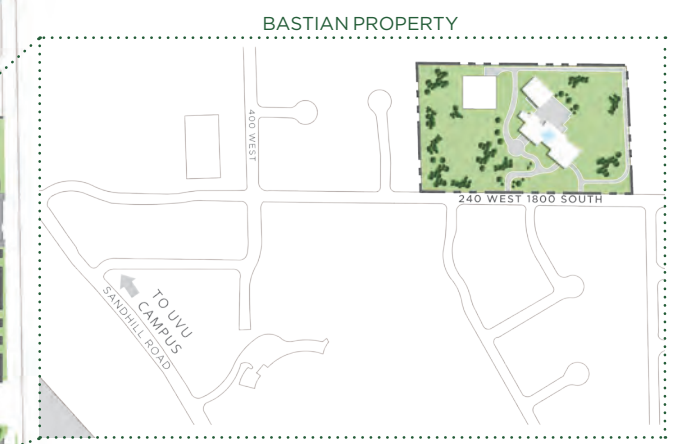 BASTIAN PROPERTY
400 WEST
240 WEST 1800 SOUTH
TO UVU
CAMPUS
SANDHILL ROAD